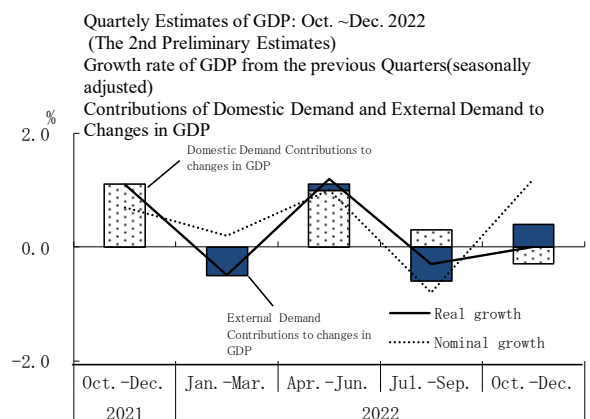 Quartely Estimates of GDP: Oct. ~Dec. 2022
(The 2nd Preliminary Estimates)
Growth rate of GDP from the previous Quarters(seasonally
adjusted)
Contributions of Domestic Demand and External Demand to
Changes in GDP
%
2.0
Domestic Demand Contributions to
changes in GDP
0.0
External Demand
Contributions to changes in
GDP
Real growth
Nominal growth
-2.0
Oct.-Dec. Jan.-Mar. Apr.-Jun. Jul.-Sep. Oct.-Dec.
2021 2022